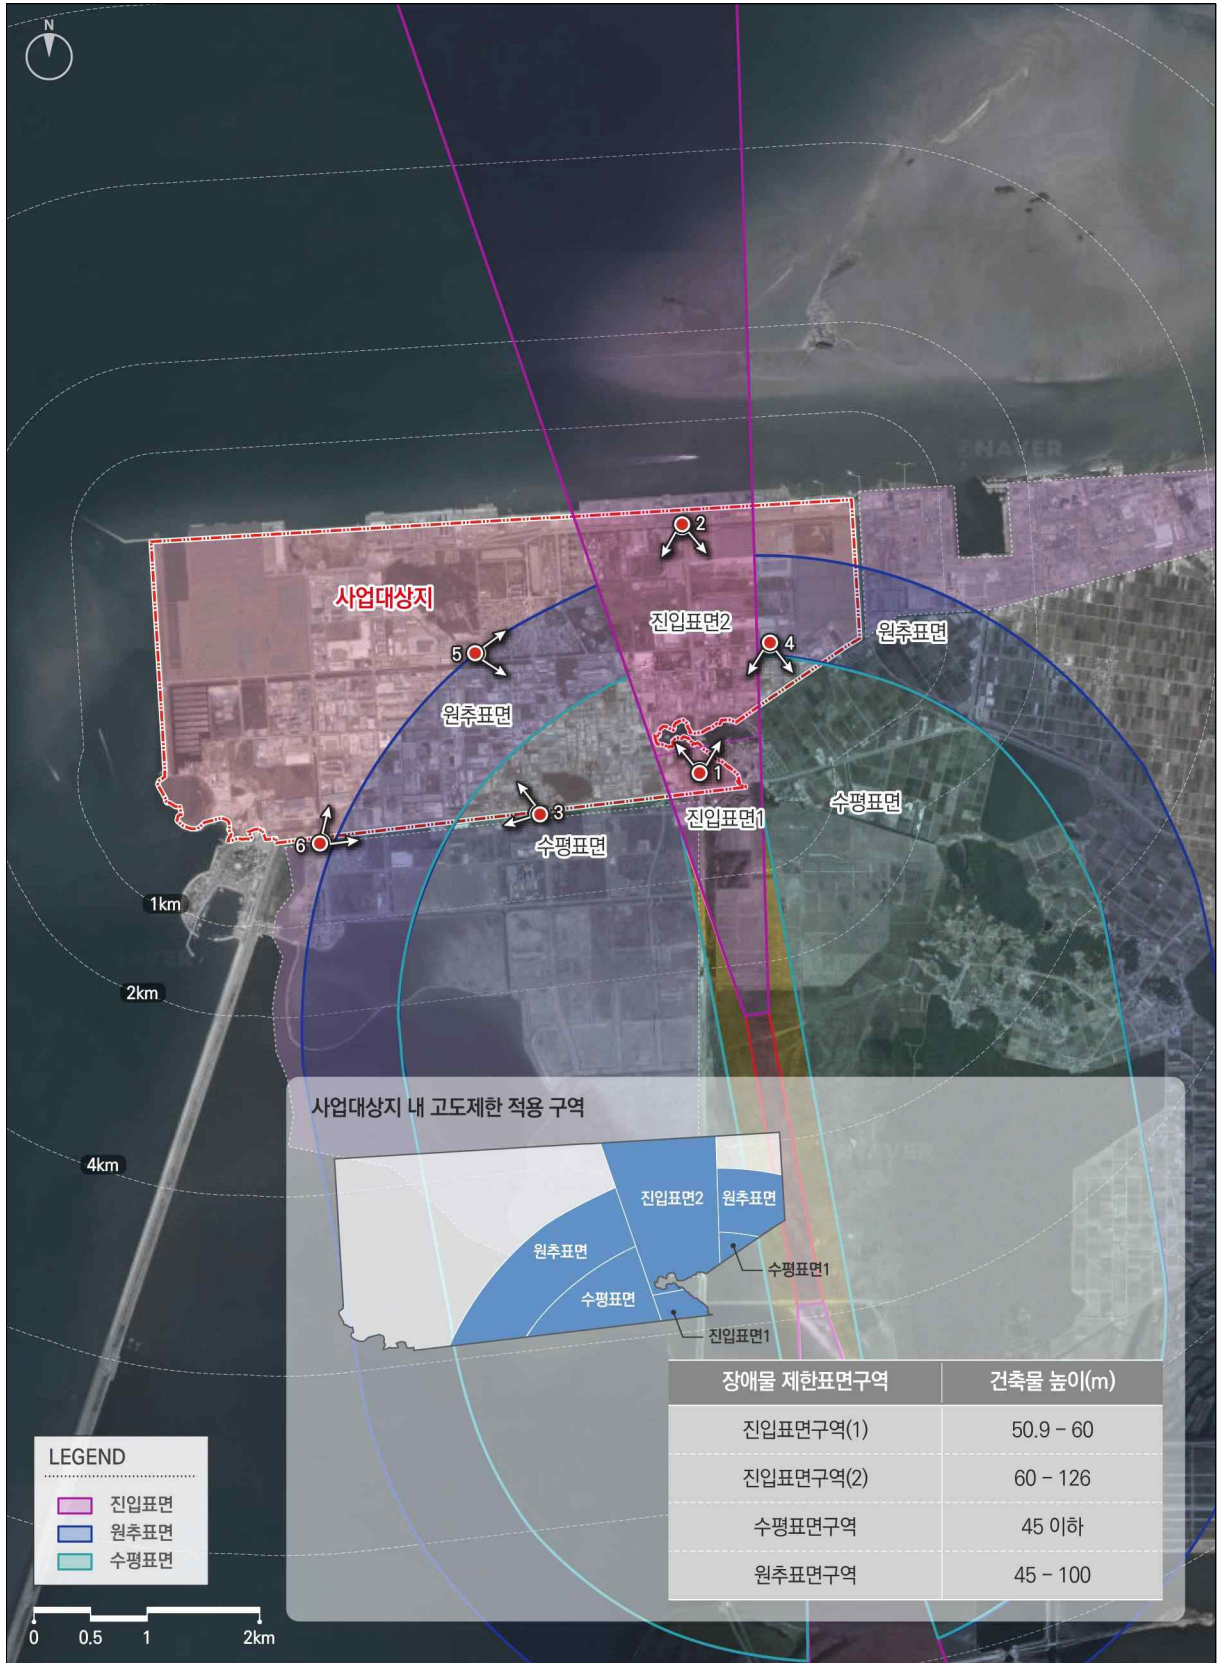 N
NAVER
2
사업대상지
진입표면2
4
원추표면
5
원추표면
1
수평표면
3
진입표면1
수평표면
6
1km
2km
4km
사업대상지 내 고도제한 적용 구역
진입표면2
원추표면
원추표면
수평표면1
수평표면
진입표면1
장애물 제한표면구역 건축물 높이(m)
진입표면구역(1) 50.9 - 60
진입표면구역(2) 60 - 126
수평표면구역 45 이하
원추표면구역 45 - 100
LEGEND
진입표면
원추표면
수평표면
0 0.5 1 2km